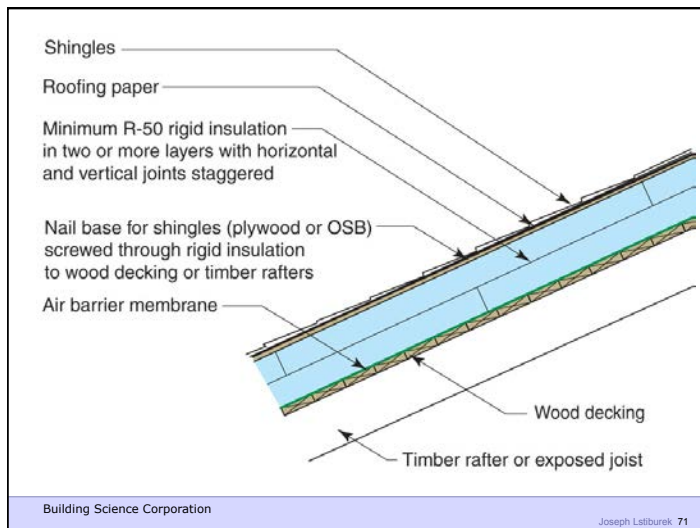 Shingles
Roofing paper
Minimum R-50 rigid insulation
in two or more layers with horizontal
and vertical joints staggered
Nail base for shingles (plywood or OSB)
screwed through rigid insulation
to wood decking or timber rafters
Air barrier membrane
Wood decking
Timber rafter or exposed joist
Building Science Corporation
Joseph Lstiburek 71